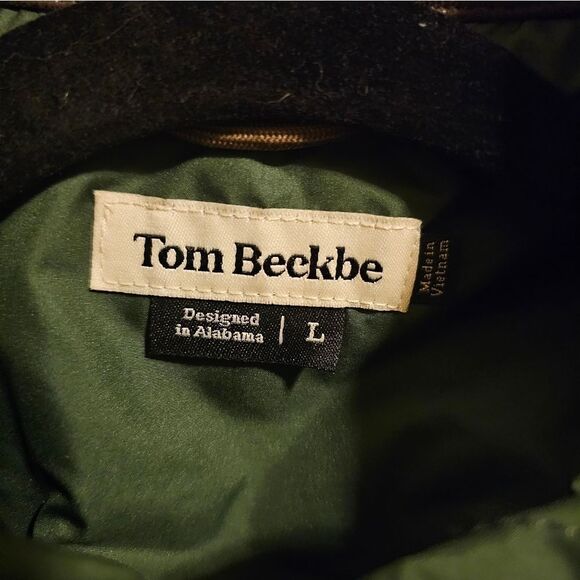 Tom Beckbe
Designed
in Alabama | L
Made in
Vietnam